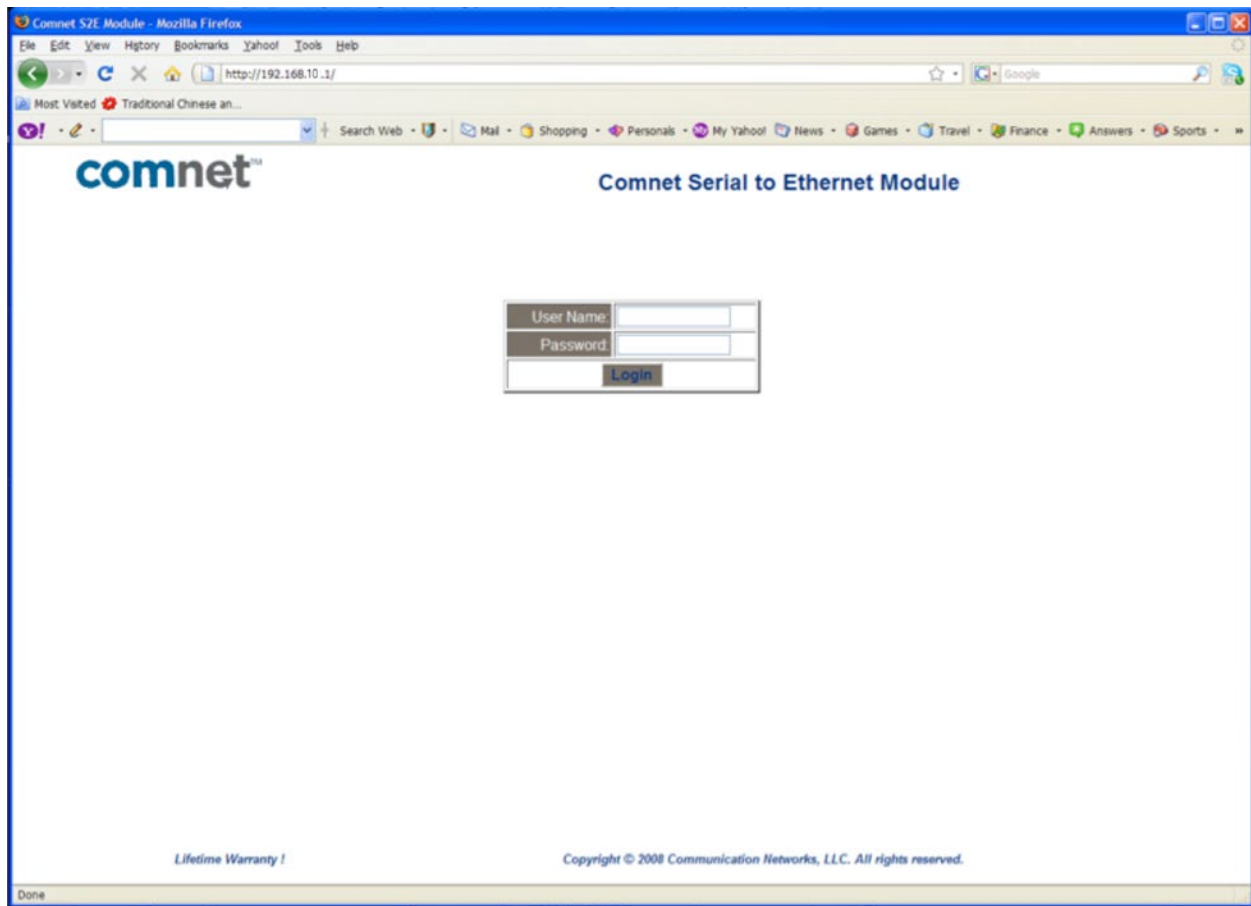 Comnet S2E Module - Mozilla Firefox
File Edit View History Bookmarks Yahoo! Tools Help
http://192.168.10.1/ Google
Most Visited Traditional Chinese an...
Search Web Mail Shopping Personals My Yahoo! News Games Travel Finance Answers Sports »
comnet™
Comnet Serial to Ethernet Module
User Name:
Password:
Login
Lifetime Warranty ! Copyright © 2008 Communication Networks, LLC. All rights reserved.
Done